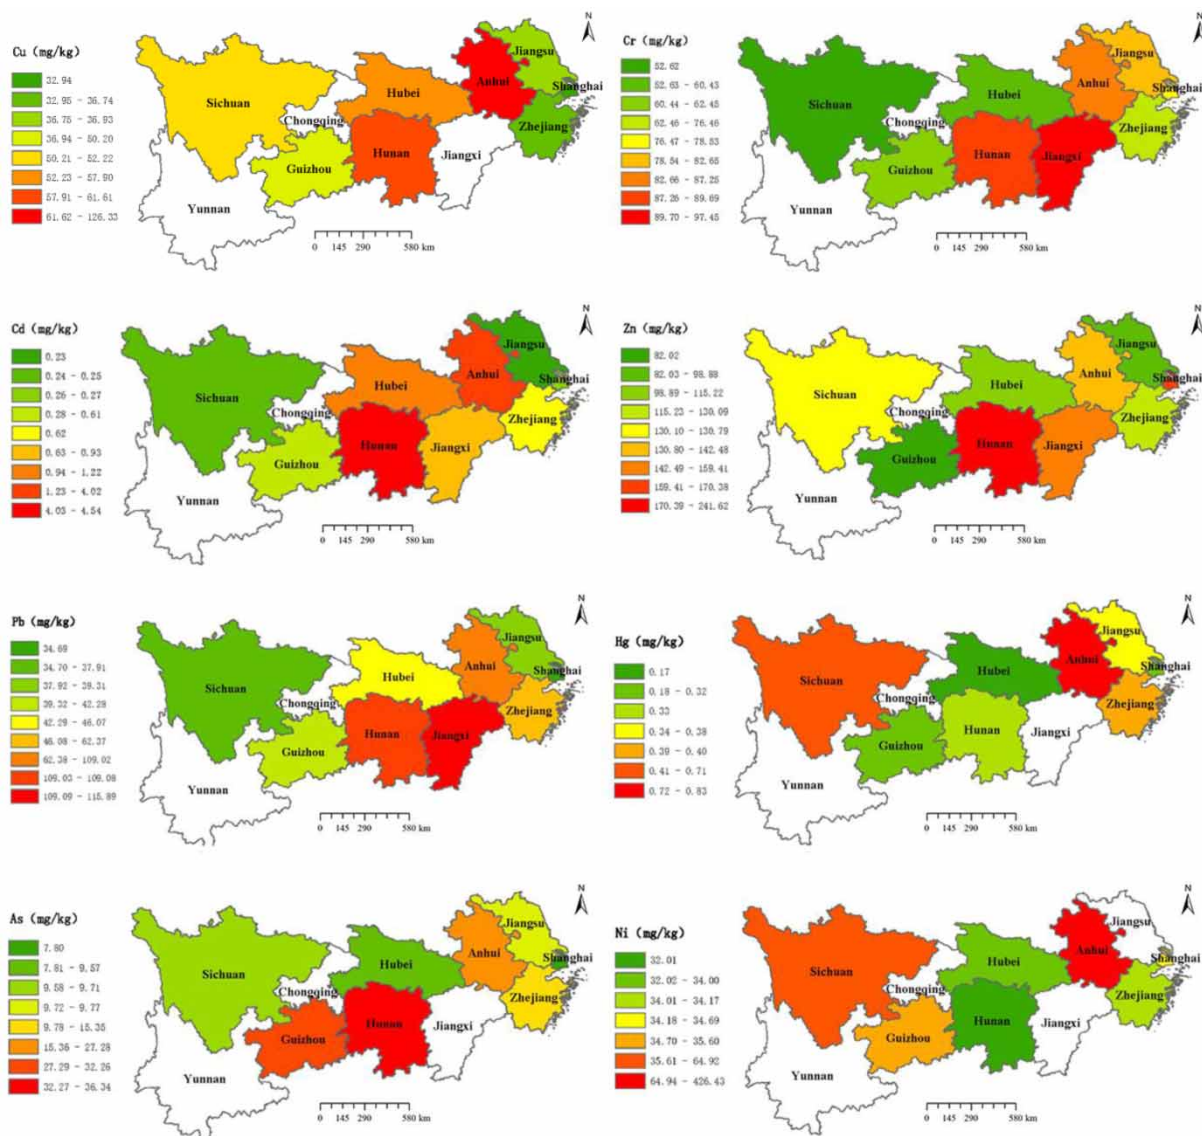 Cu (mg/kg)
32.94
32.95 - 36.74
36.75 - 36.93
36.94 - 50.20
50.21 - 52.22
52.23 - 57.90
57.91 - 61.61
61.62 - 126.33
Sichuan
Chongqing
Hubei
Anhui
Jiangsu
Shanghai
Zhejiang
Guizhou
Hunan
Jiangxi
Yunnan
N
0 145 290 580 km
Cr (mg/kg)
52.62
52.63 - 60.43
60.44 - 62.45
62.46 - 76.46
76.47 - 78.53
78.54 - 82.65
82.66 - 87.25
87.26 - 89.69
89.70 - 97.45
Sichuan
Chongqing
Hubei
Anhui
Jiangsu
Shanghai
Zhejiang
Guizhou
Hunan
Jiangxi
Yunnan
N
0 145 290 580 km
Cd (mg/kg)
0.23
0.24 - 0.25
0.26 - 0.27
0.28 - 0.61
0.62
0.63 - 0.93
0.94 - 1.22
1.23 - 4.02
4.03 - 4.54
Sichuan
Chongqing
Hubei
Anhui
Jiangsu
Shanghai
Zhejiang
Guizhou
Hunan
Jiangxi
Yunnan
N
0 145 290 580 km
Zn (mg/kg)
82.02
82.03 - 98.88
98.89 - 115.22
115.23 - 130.09
130.10 - 130.79
130.80 - 142.48
142.49 - 159.41
159.41 - 170.38
170.39 - 241.62
Sichuan
Chongqing
Hubei
Anhui
Jiangsu
Shanghai
Zhejiang
Guizhou
Hunan
Jiangxi
Yunnan
N
0 145 290 580 km
Pb (mg/kg)
34.69
34.70 - 37.91
37.92 - 39.31
39.32 - 42.28
42.29 - 46.07
46.08 - 62.37
62.38 - 109.02
109.03 - 109.08
109.09 - 115.89
Sichuan
Chongqing
Hubei
Anhui
Jiangsu
Shanghai
Zhejiang
Guizhou
Hunan
Jiangxi
Yunnan
N
0 145 290 580 km
Hg (mg/kg)
0.17
0.18 - 0.32
0.33
0.34 - 0.38
0.39 - 0.40
0.41 - 0.71
0.72 - 0.83
Sichuan
Chongqing
Hubei
Anhui
Jiangsu
Shanghai
Zhejiang
Guizhou
Hunan
Jiangxi
Yunnan
N
0 145 290 580 km
As (mg/kg)
7.80
7.81 - 9.57
9.58 - 9.71
9.72 - 9.77
9.78 - 15.35
15.36 - 27.28
27.29 - 32.26
32.27 - 36.34
Sichuan
Chongqing
Hubei
Anhui
Jiangsu
Shanghai
Zhejiang
Guizhou
Hunan
Jiangxi
Yunnan
N
0 145 290 580 km
Ni (mg/kg)
32.01
32.02 - 34.00
34.01 - 34.17
34.18 - 34.69
34.70 - 35.60
35.61 - 64.92
64.94 - 426.43
Sichuan
Chongqing
Hubei
Anhui
Jiangsu
Shanghai
Zhejiang
Guizhou
Hunan
Jiangxi
Yunnan
N
0 145 290 580 km